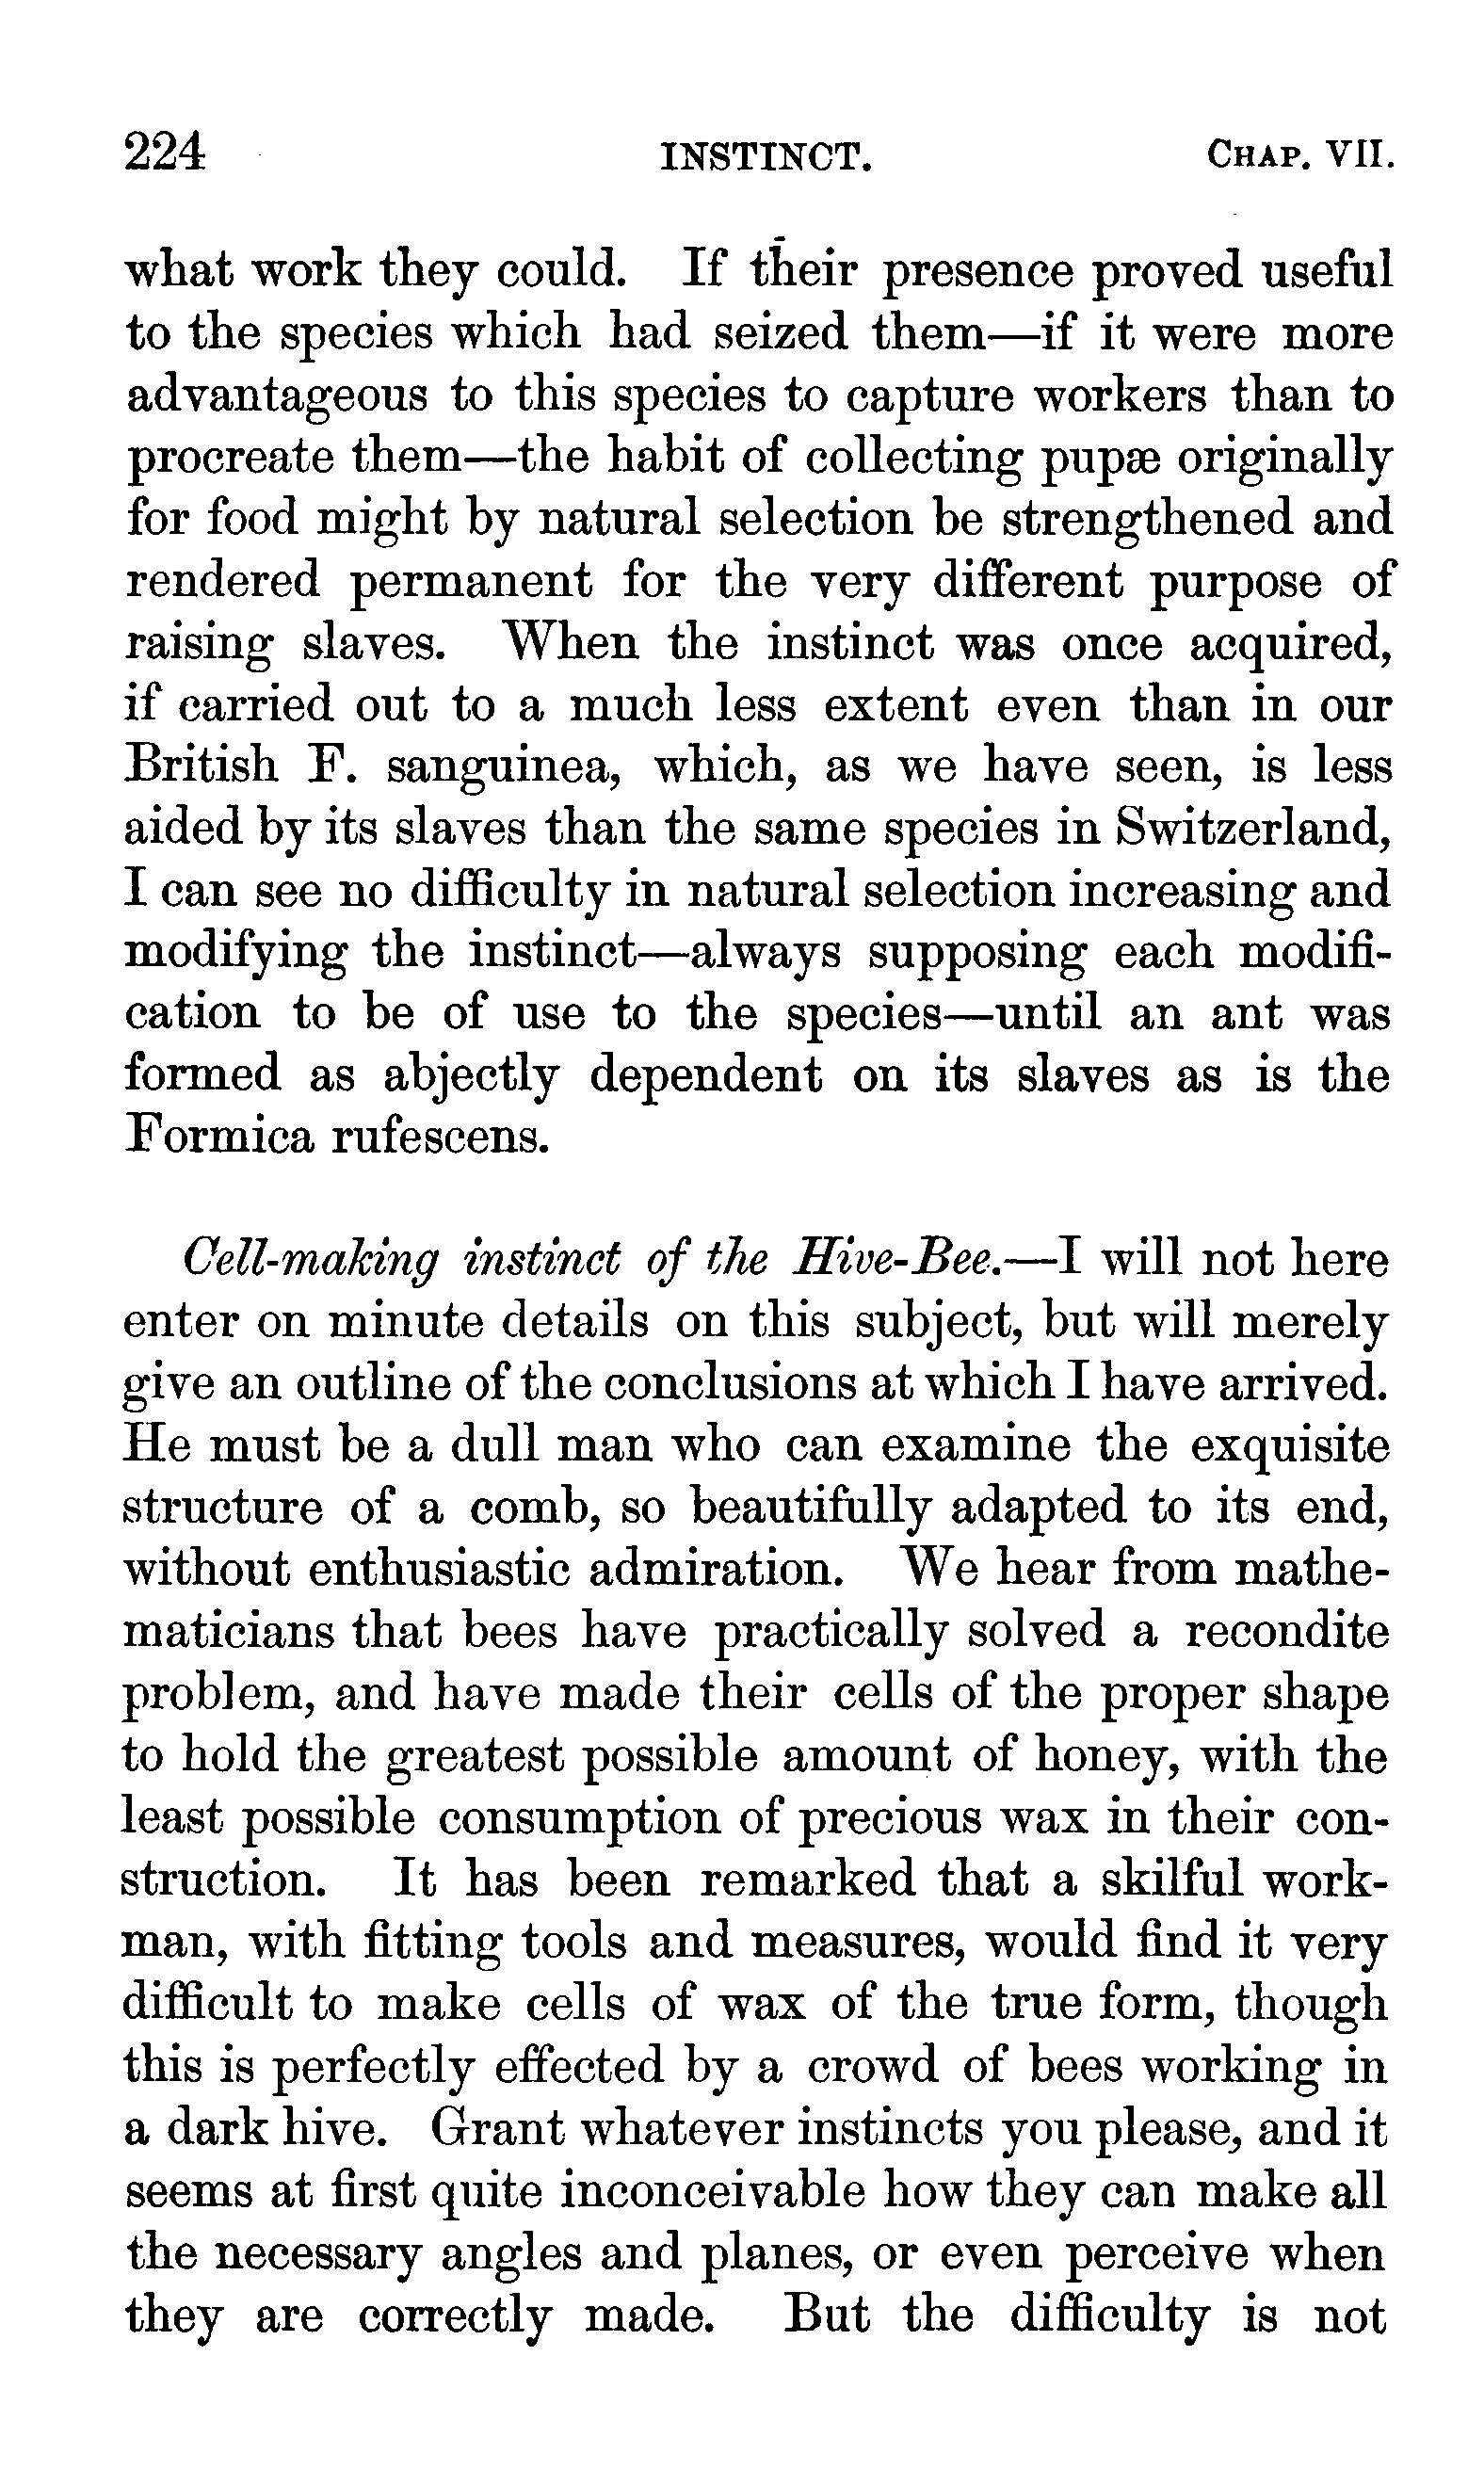 224 INSTINCT. CHAP. VII.
what work they could. If their presence proved useful
to the species which had seized them—if it were more
advantageous to this species to capture workers than to
procreate them—the habit of collecting pupæ originally
for food might by natural selection be strengthened and
rendered permanent for the very different purpose of
raising slaves. When the instinct was once acquired,
if carried out to a much less extent even than in our
British F. sanguinea, which, as we have seen, is less
aided by its slaves than the same species in Switzerland,
I can see no difficulty in natural selection increasing and
modifying the instinct—always supposing each modifi-
cation to be of use to the species—until an ant was
formed as abjectly dependent on its slaves as is the
Formica rufescens.
Cell-making instinct of the Hive-Bee.—I will not here
enter on minute details on this subject, but will merely
give an outline of the conclusions at which I have arrived.
He must be a dull man who can examine the exquisite
structure of a comb, so beautifully adapted to its end,
without enthusiastic admiration. We hear from mathe-
maticians that bees have practically solved a recondite
problem, and have made their cells of the proper shape
to hold the greatest possible amount of honey, with the
least possible consumption of precious wax in their con-
struction. It has been remarked that a skilful work-
man, with fitting tools and measures, would find it very
difficult to make cells of wax of the true form, though
this is perfectly effected by a crowd of bees working in
a dark hive. Grant whatever instincts you please, and it
seems at first quite inconceivable how they can make all
the necessary angles and planes, or even perceive when
they are correctly made. But the difficulty is not